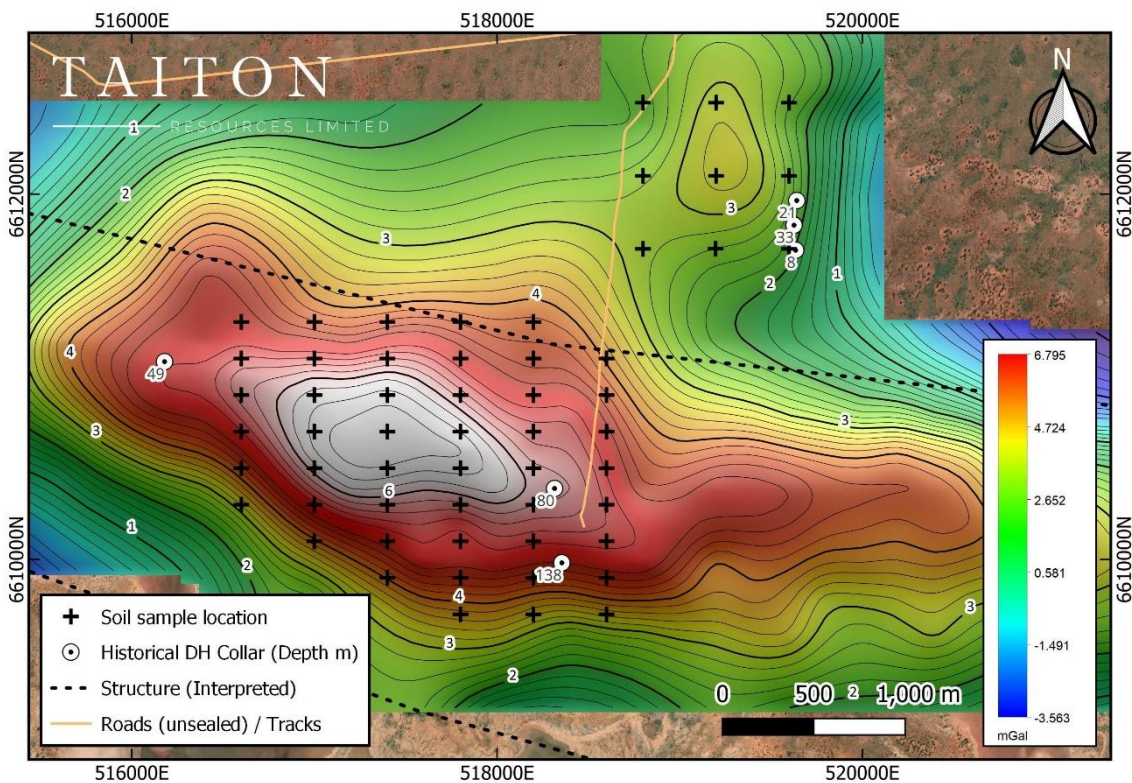 516000E
518000E
520000E
TAITON
RESOURCES LIMITED
N
6612000N
6612000N
6610000N
6610000N
1
2
3
3
21
33
8
2
1
4
4
49
3
3
6
80
1
138
2
4
3
3
2
2
Soil sample location
Historical DH Collar (Depth m)
Structure (Interpreted)
Roads (unsealed) / Tracks
0 500 1,000 m
6.795
4.724
2.652
0.581
-1.491
-3.563
mGal
516000E
518000E
520000E